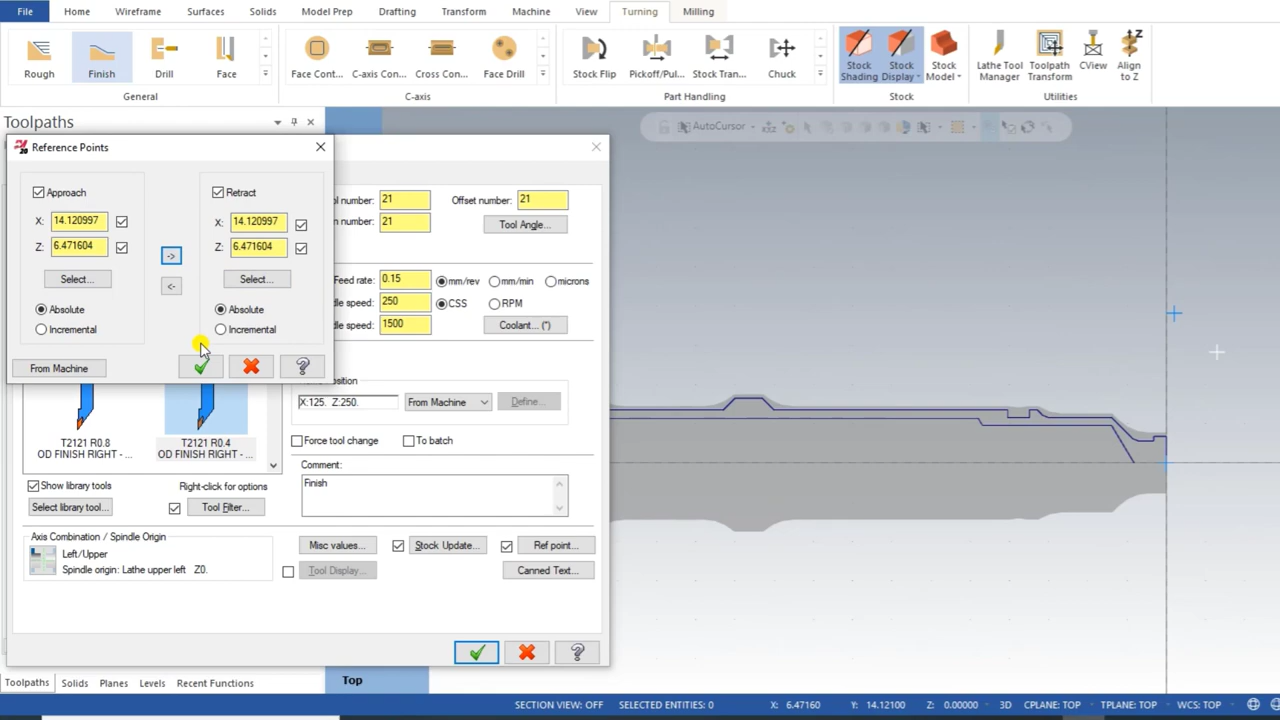 File Home Wireframe Surfaces Solids Model Prep Drafting Transform Machine View Turning Milling
Rough Finish Drill Face Face Cont... C-axis Con... Cross Con... Face Drill Stock Flip Pickoff/Pul... Stock Tran... Chuck Stock Shading Stock Display Stock Model Lathe Tool Manager Toolpath Transform CView Align to Z
General C-axis Part Handling Stock Utilities
Toolpaths
AutoCursor
Reference Points
Approach Retract
X: 14.120997 X: 14.120997
Z: 6.471604 Z: 6.471604
-> <-
Select... Select...
Absolute Absolute
Incremental Incremental
From Machine
21 Offset number: 21
n number: 21 Tool Angle...
Feed rate: 0.15 mm/rev mm/min microns
dle speed: 250 CSS RPM
dle speed: 1500 Coolant... (*)
X:125. Z:250. From Machine Define...
Force tool change To batch
T2121 R0.8 T2121 R0.4
OD FINISH RIGHT - ... OD FINISH RIGHT - ...
Comment:
Finish
Show library tools Right-click for options
Select library tool... Tool Filter...
Axis Combination / Spindle Origin
Left/Upper
Spindle origin: Lathe upper left Z0.
Misc values... Stock Update... Ref point...
Tool Display... Canned Text...
Toolpaths Solids Planes Levels Recent Functions
Top
SECTION VIEW: OFF SELECTED ENTITIES: 0 X: 6.47160 Y: 14.12100 Z: 0.00000 3D CPLANE: TOP TPLANE: TOP WCS: TOP